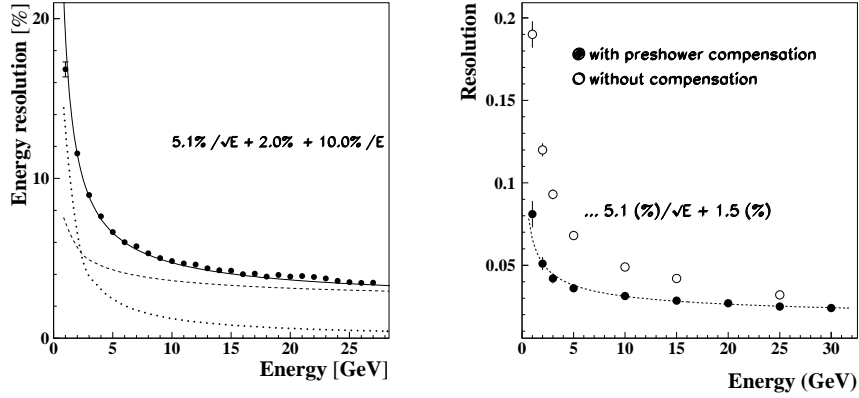 Energy resolution [%]
20
10
0
5.1% /√E + 2.0% + 10.0% /E
0 5 10 15 20 25
Energy [GeV]
Resolution
0.2
0.15
0.1
0.05
with preshower compensation
without compensation
... 5.1 (%)/√E + 1.5 (%)
0 5 10 15 20 25 30
Energy (GeV)